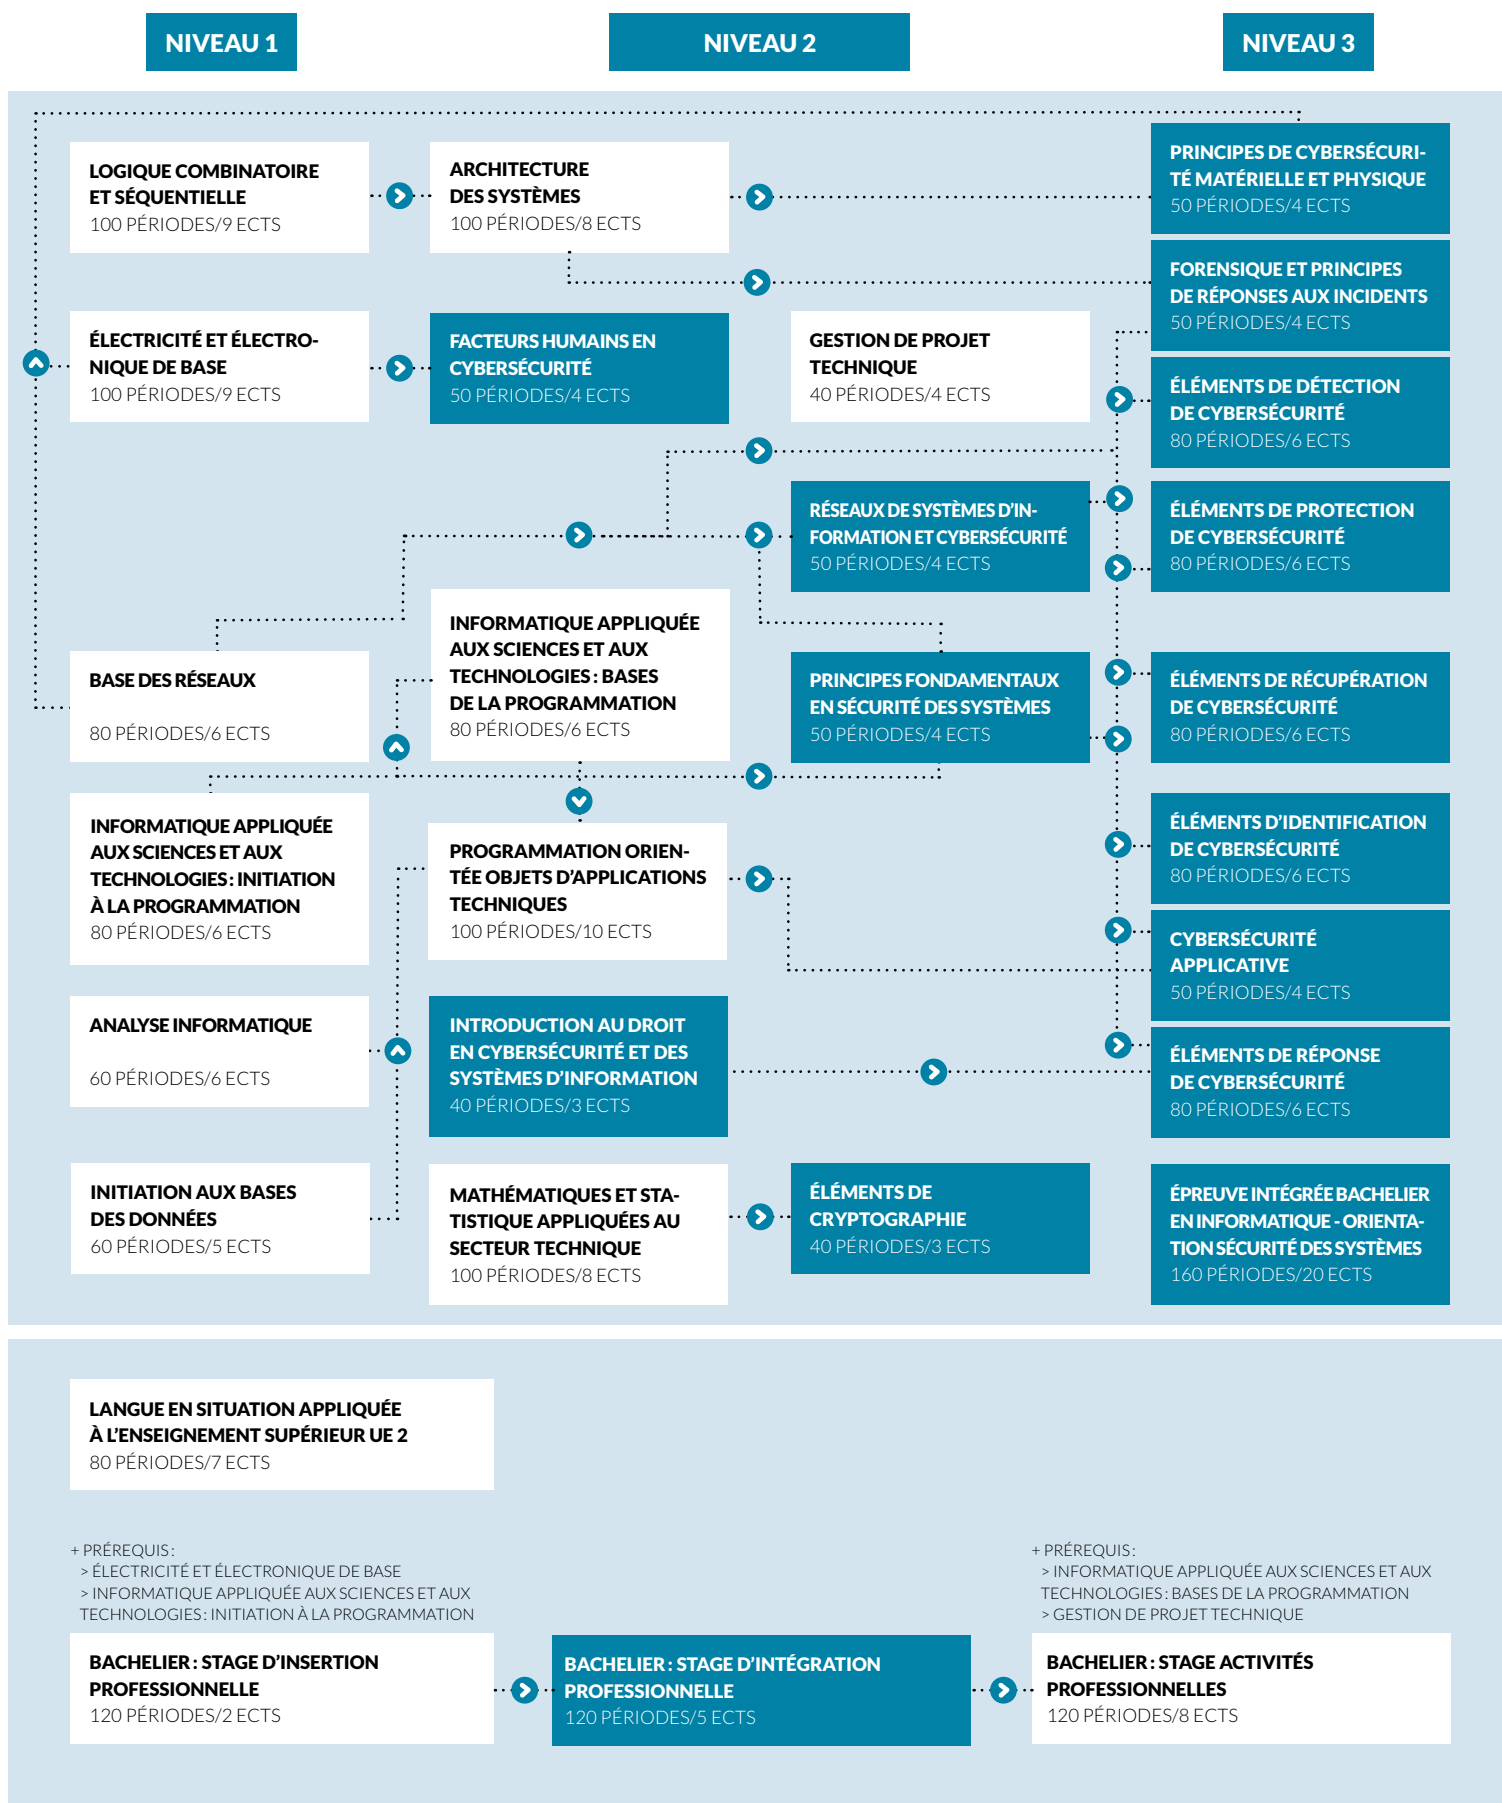 NIVEAU 1
NIVEAU 2
NIVEAU 3
LOGIQUE COMBINATOIRE
ET SÉQUENTIELLE
100 PÉRIODES/9 ECTS
ARCHITECTURE
DES SYSTÈMES
100 PÉRIODES/8 ECTS
PRINCIPES DE CYBERSÉCURI-
TÉ MATÉRIELLE ET PHYSIQUE
50 PÉRIODES/4 ECTS
FORENSIQUE ET PRINCIPES
DE RÉPONSES AUX INCIDENTS
50 PÉRIODES/4 ECTS
ÉLECTRICITÉ ET ÉLECTRO-
NIQUE DE BASE
100 PÉRIODES/9 ECTS
FACTEURS HUMAINS EN
CYBERSÉCURITÉ
50 PÉRIODES/4 ECTS
GESTION DE PROJET
TECHNIQUE
40 PÉRIODES/4 ECTS
ÉLÉMENTS DE DÉTECTION
DE CYBERSÉCURITÉ
80 PÉRIODES/6 ECTS
RÉSEAUX DE SYSTÈMES D'IN-
FORMATION ET CYBERSÉCURITÉ
50 PÉRIODES/4 ECTS
ÉLÉMENTS DE PROTECTION
DE CYBERSÉCURITÉ
80 PÉRIODES/6 ECTS
BASE DES RÉSEAUX
80 PÉRIODES/6 ECTS
INFORMATIQUE APPLIQUÉE
AUX SCIENCES ET AUX
TECHNOLOGIES : BASES
DE LA PROGRAMMATION
80 PÉRIODES/6 ECTS
PRINCIPES FONDAMENTAUX
EN SÉCURITÉ DES SYSTÈMES
50 PÉRIODES/4 ECTS
ÉLÉMENTS DE RÉCUPÉRATION
DE CYBERSÉCURITÉ
80 PÉRIODES/6 ECTS
INFORMATIQUE APPLIQUÉE
AUX SCIENCES ET AUX
TECHNOLOGIES : INITIATION
À LA PROGRAMMATION
80 PÉRIODES/6 ECTS
PROGRAMMATION ORIEN-
TÉE OBJETS D'APPLICATIONS
TECHNIQUES
100 PÉRIODES/10 ECTS
ÉLÉMENTS D'IDENTIFICATION
DE CYBERSÉCURITÉ
80 PÉRIODES/6 ECTS
CYBERSÉCURITÉ
APPLICATIVE
50 PÉRIODES/4 ECTS
ANALYSE INFORMATIQUE
60 PÉRIODES/6 ECTS
INTRODUCTION AU DROIT
EN CYBERSÉCURITÉ ET DES
SYSTÈMES D'INFORMATION
40 PÉRIODES/3 ECTS
ÉLÉMENTS DE RÉPONSE
DE CYBERSÉCURITÉ
80 PÉRIODES/6 ECTS
INITIATION AUX BASES
DES DONNÉES
60 PÉRIODES/5 ECTS
MATHÉMATIQUES ET STA-
TISTIQUE APPLIQUÉES AU
SECTEUR TECHNIQUE
100 PÉRIODES/8 ECTS
ÉLÉMENTS DE
CRYPTOGRAPHIE
40 PÉRIODES/3 ECTS
ÉPREUVE INTÉGRÉE BACHELIER
EN INFORMATIQUE - ORIENTA-
TION SÉCURITÉ DES SYSTÈMES
160 PÉRIODES/20 ECTS
LANGUE EN SITUATION APPLIQUÉE
À L'ENSEIGNEMENT SUPÉRIEUR UE 2
80 PÉRIODES/7 ECTS
+ PRÉREQUIS :
> ÉLECTRICITÉ ET ÉLECTRONIQUE DE BASE
> INFORMATIQUE APPLIQUÉE AUX SCIENCES ET AUX
TECHNOLOGIES : INITIATION À LA PROGRAMMATION
+ PRÉREQUIS :
> INFORMATIQUE APPLIQUÉE AUX SCIENCES ET AUX
TECHNOLOGIES : BASES DE LA PROGRAMMATION
> GESTION DE PROJET TECHNIQUE
BACHELIER : STAGE D'INSERTION
PROFESSIONNELLE
120 PÉRIODES/2 ECTS
BACHELIER : STAGE D'INTÉGRATION
PROFESSIONNELLE
120 PÉRIODES/5 ECTS
BACHELIER : STAGE ACTIVITÉS
PROFESSIONNELLES
120 PÉRIODES/8 ECTS